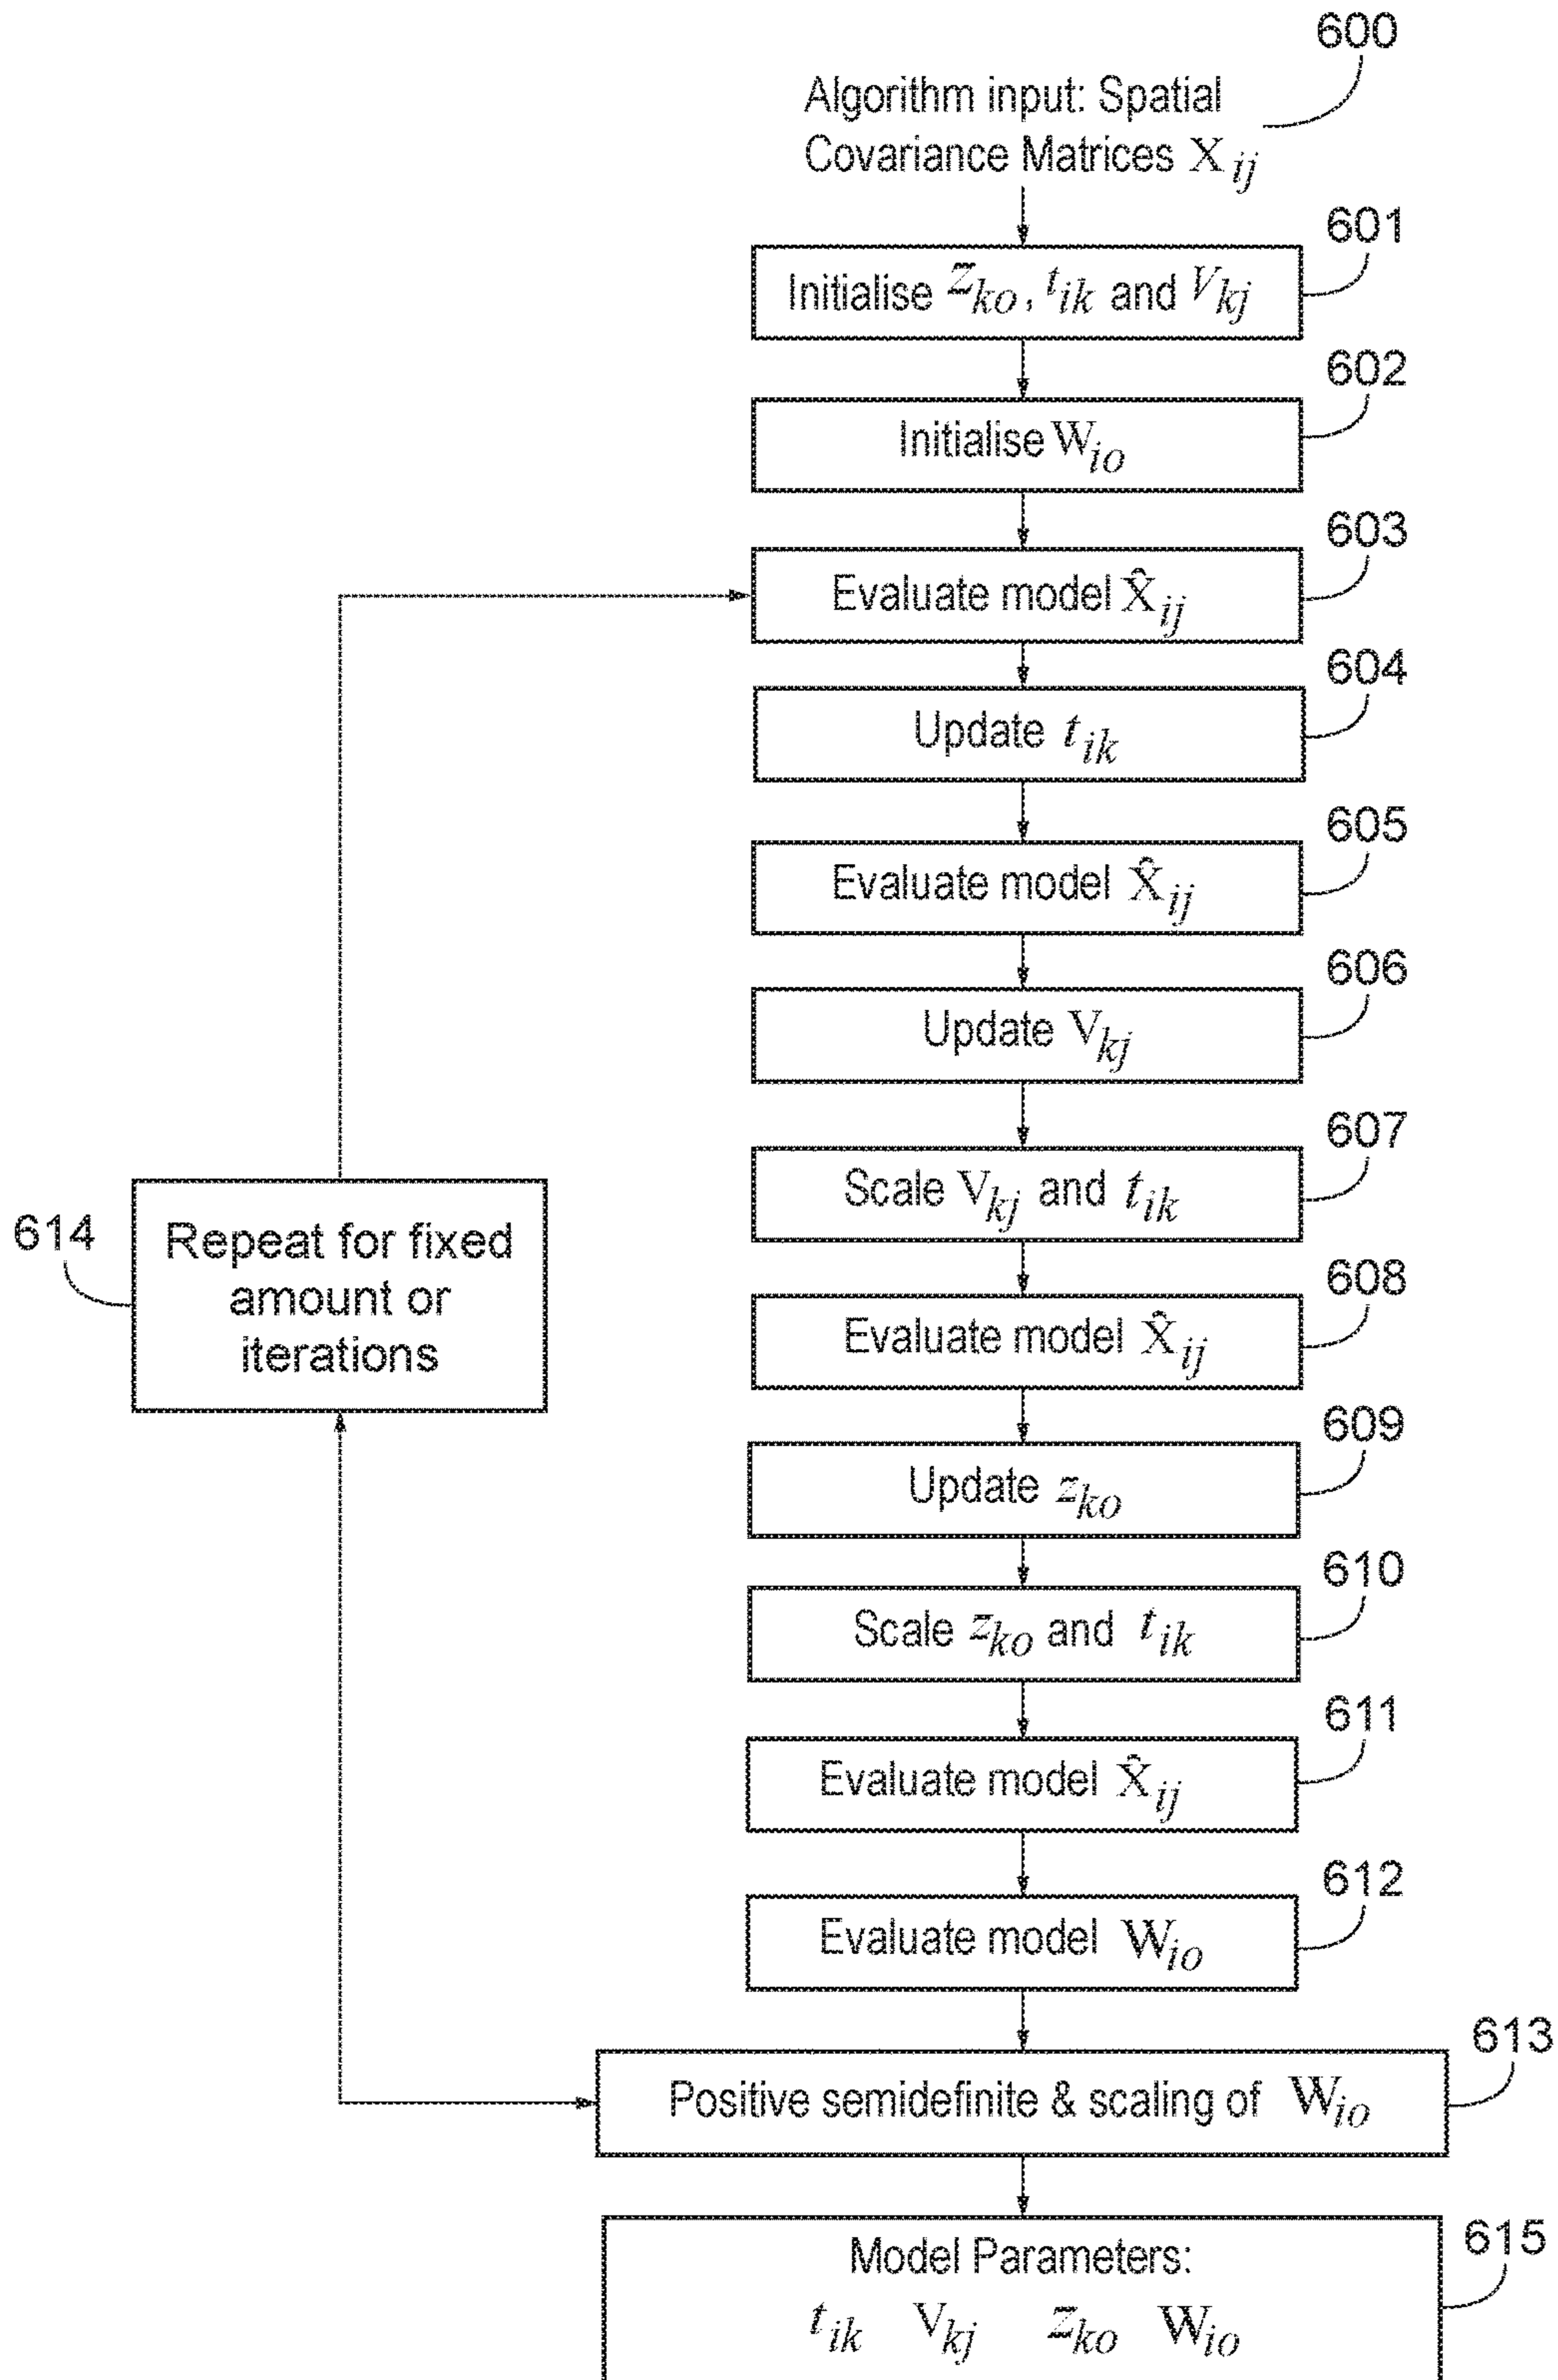 600
Algorithm input: Spatial
Covariance Matrices X_ij
601
Initialise z_ko, t_ik and V_kj
602
Initialise W_io
603
Evaluate model X̂_ij
604
Update t_ik
605
Evaluate model X̂_ij
606
Update V_kj
607
Scale V_kj and t_ik
614
Repeat for fixed
amount or
iterations
608
Evaluate model X̂_ij
609
Update z_ko
610
Scale z_ko and t_ik
611
Evaluate model X̂_ij
612
Evaluate model W_io
613
Positive semidefinite & scaling of W_io
615
Model Parameters:
t_ik V_kj z_ko W_io